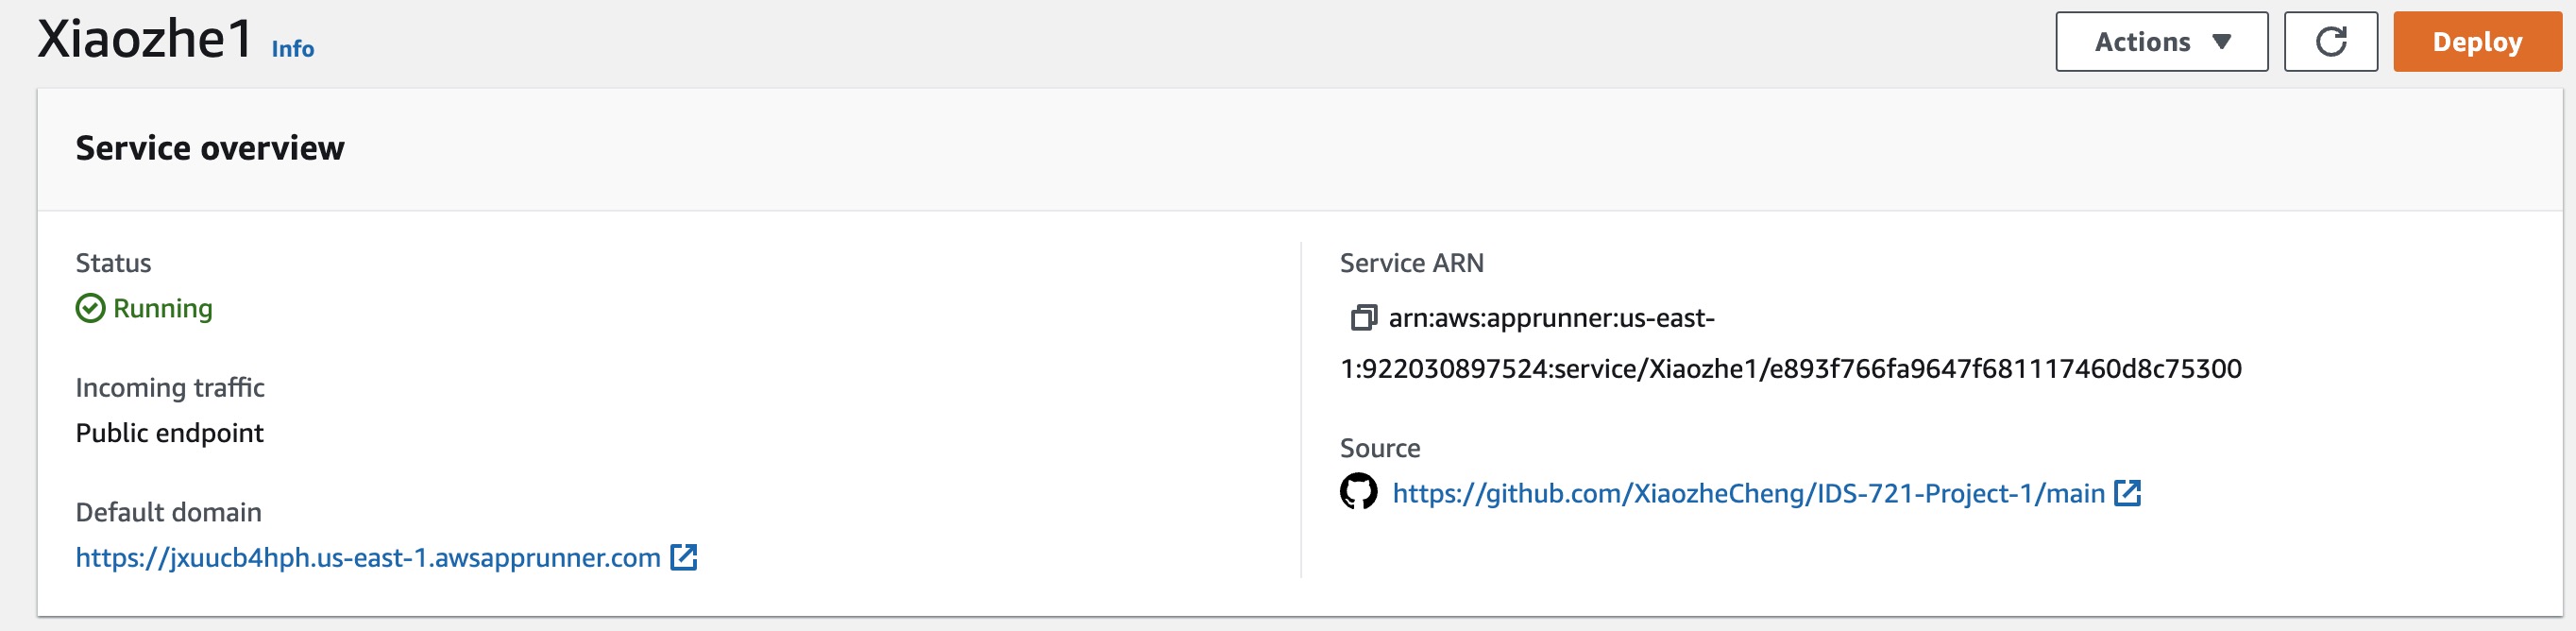 Xiaozhe1 Info
Actions
Deploy
Service overview
Status
Running
Incoming traffic
Public endpoint
Default domain
https://jxuucb4hph.us-east-1.awsapprunner.com
Service ARN
arn:aws:apprunner:us-east-
1:922030897524:service/Xiaozhe1/e893f766fa9647f681117460d8c75300
Source
https://github.com/XiaozheCheng/IDS-721-Project-1/main